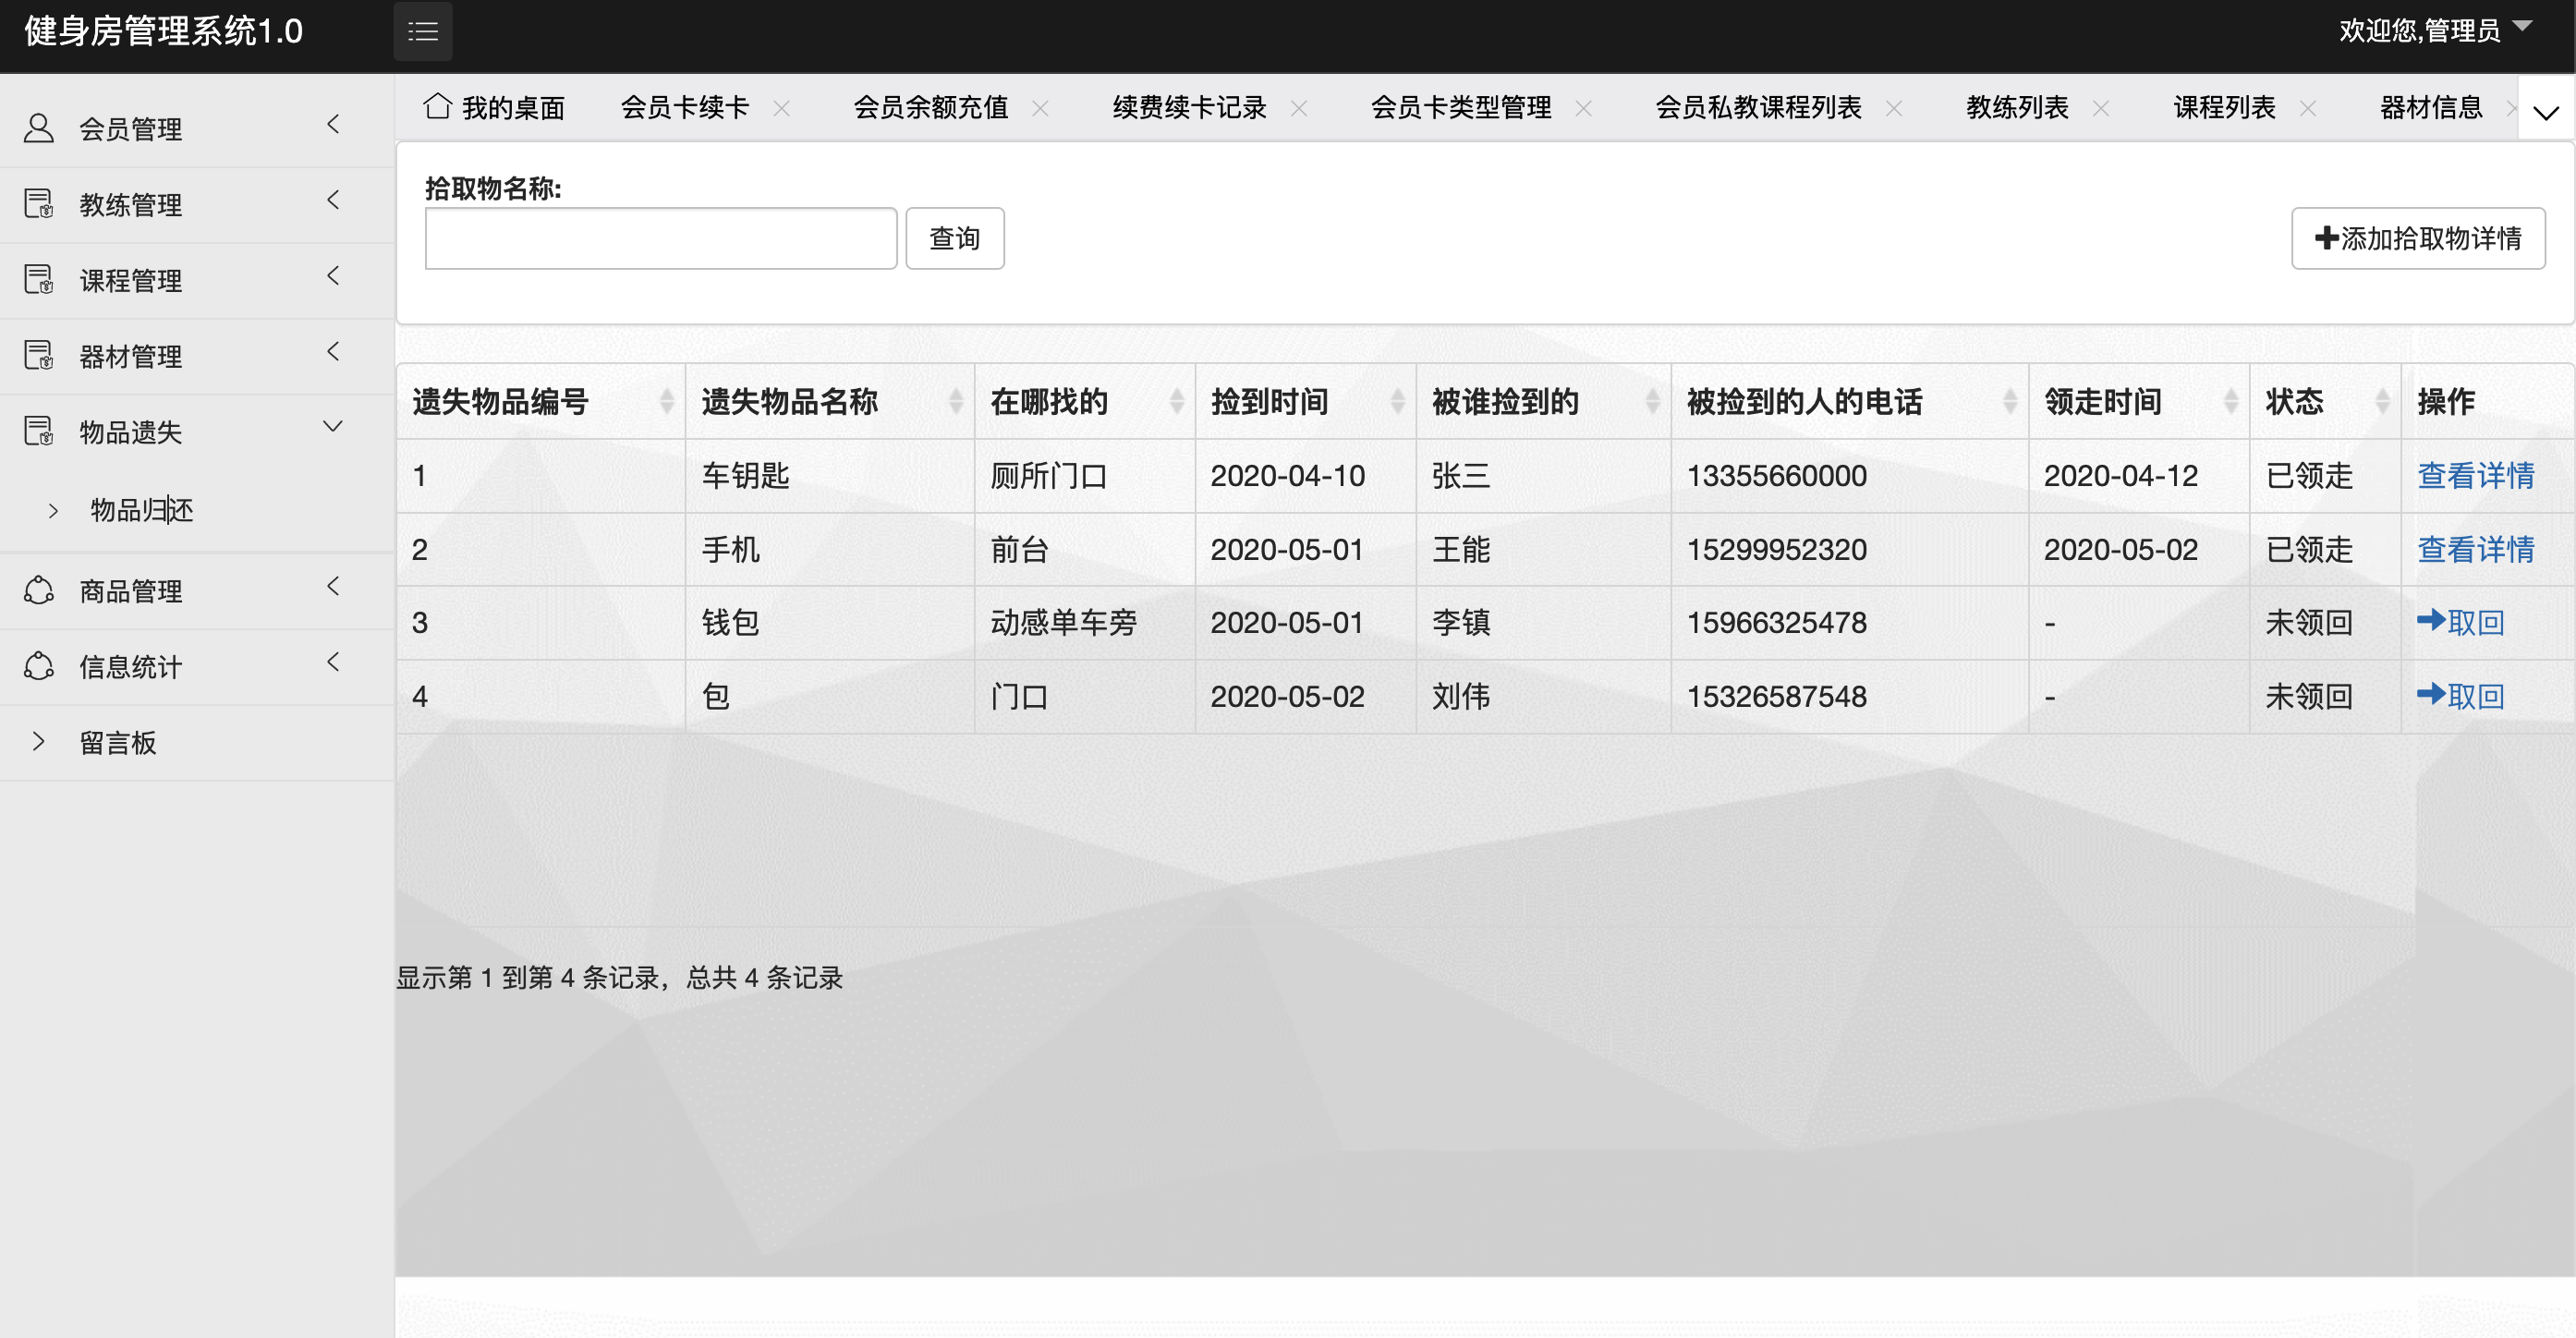 健身房管理系统1.0
欢迎您,管理员
会员管理
教练管理
课程管理
器材管理
物品遗失
物品归还
商品管理
信息统计
留言板
我的桌面 会员卡续卡 会员余额充值 续费续卡记录 会员卡类型管理 会员私教课程列表 教练列表 课程列表 器材信息
拾取物名称:
查询
添加拾取物详情
遗失物品编号 遗失物品名称 在哪找的 捡到时间 被谁捡到的 被捡到的人的电话 领走时间 状态 操作
1 车钥匙 厕所门口 2020-04-10 张三 13355660000 2020-04-12 已领走 查看详情
2 手机 前台 2020-05-01 王能 15299952320 2020-05-02 已领走 查看详情
3 钱包 动感单车旁 2020-05-01 李镇 15966325478 - 未领回 取回
4 包 门口 2020-05-02 刘伟 15326587548 - 未领回 取回
显示第 1 到第 4 条记录，总共 4 条记录